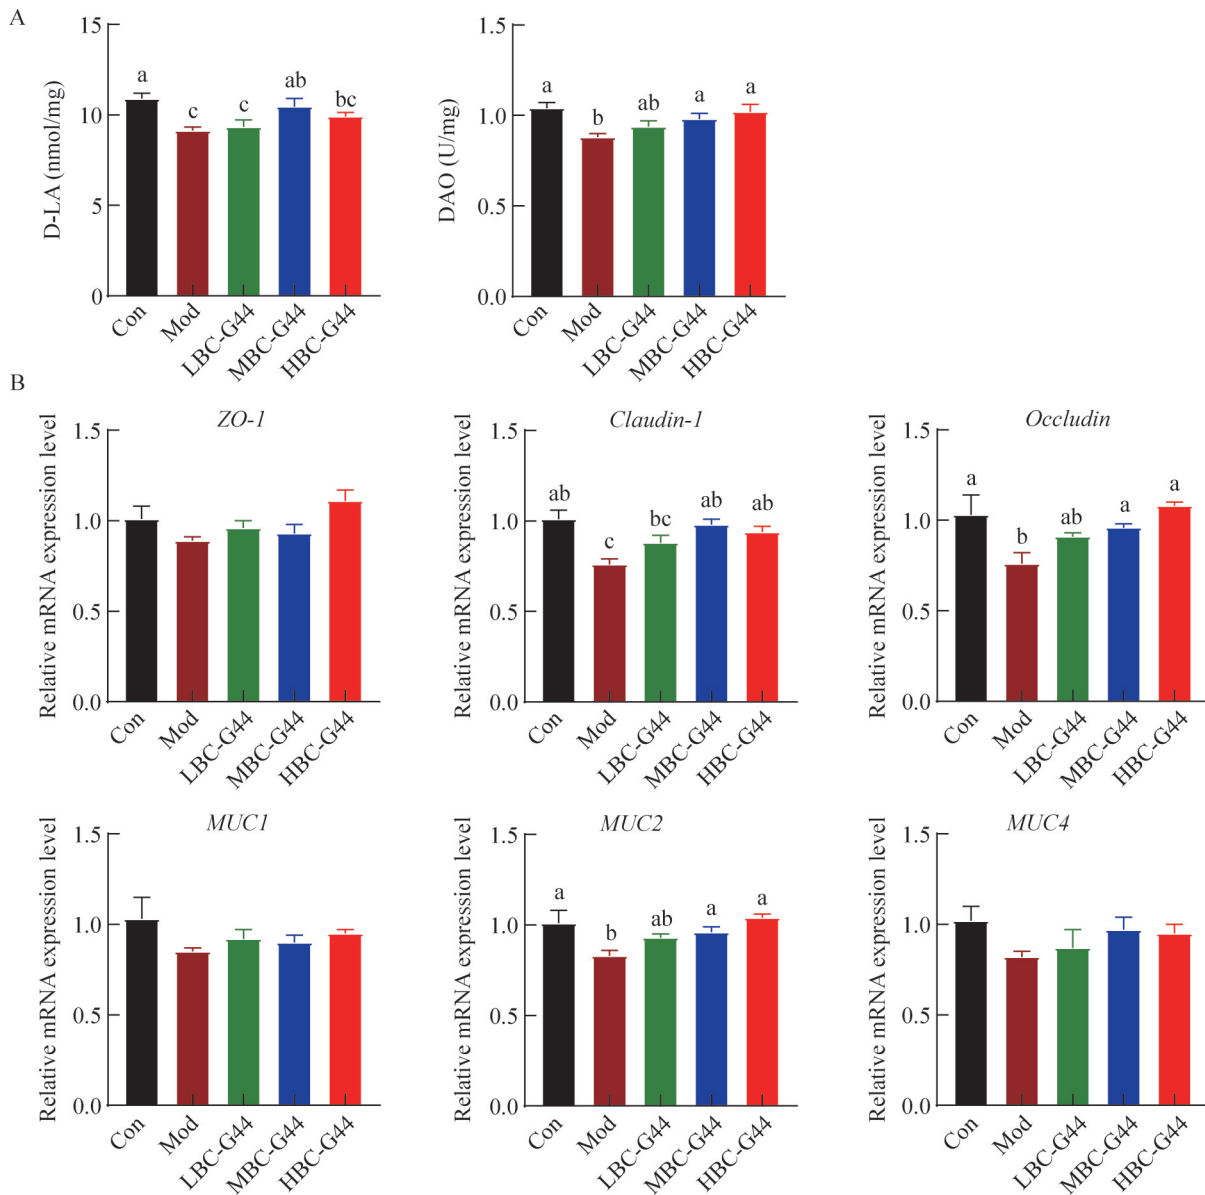 A
D-LA (nmol/mg)
15
10
5
0
a
c
c
ab
bc
Con
Mod
LBC-G44
MBC-G44
HBC-G44
DAO (U/mg)
1.5
1.0
0.5
0.0
a
b
ab
a
a
Con
Mod
LBC-G44
MBC-G44
HBC-G44
B
ZO-1
Relative mRNA expression level
1.5
1.0
0.5
0.0
Con
Mod
LBC-G44
MBC-G44
HBC-G44
Claudin-1
Relative mRNA expression level
1.5
1.0
0.5
0.0
ab
c
bc
ab
ab
Con
Mod
LBC-G44
MBC-G44
HBC-G44
Occludin
Relative mRNA expression level
1.5
1.0
0.5
0.0
a
b
ab
a
a
Con
Mod
LBC-G44
MBC-G44
HBC-G44
MUC1
Relative mRNA expression level
1.5
1.0
0.5
0.0
Con
Mod
LBC-G44
MBC-G44
HBC-G44
MUC2
Relative mRNA expression level
1.5
1.0
0.5
0.0
a
b
ab
a
a
Con
Mod
LBC-G44
MBC-G44
HBC-G44
MUC4
Relative mRNA expression level
1.5
1.0
0.5
0.0
Con
Mod
LBC-G44
MBC-G44
HBC-G44